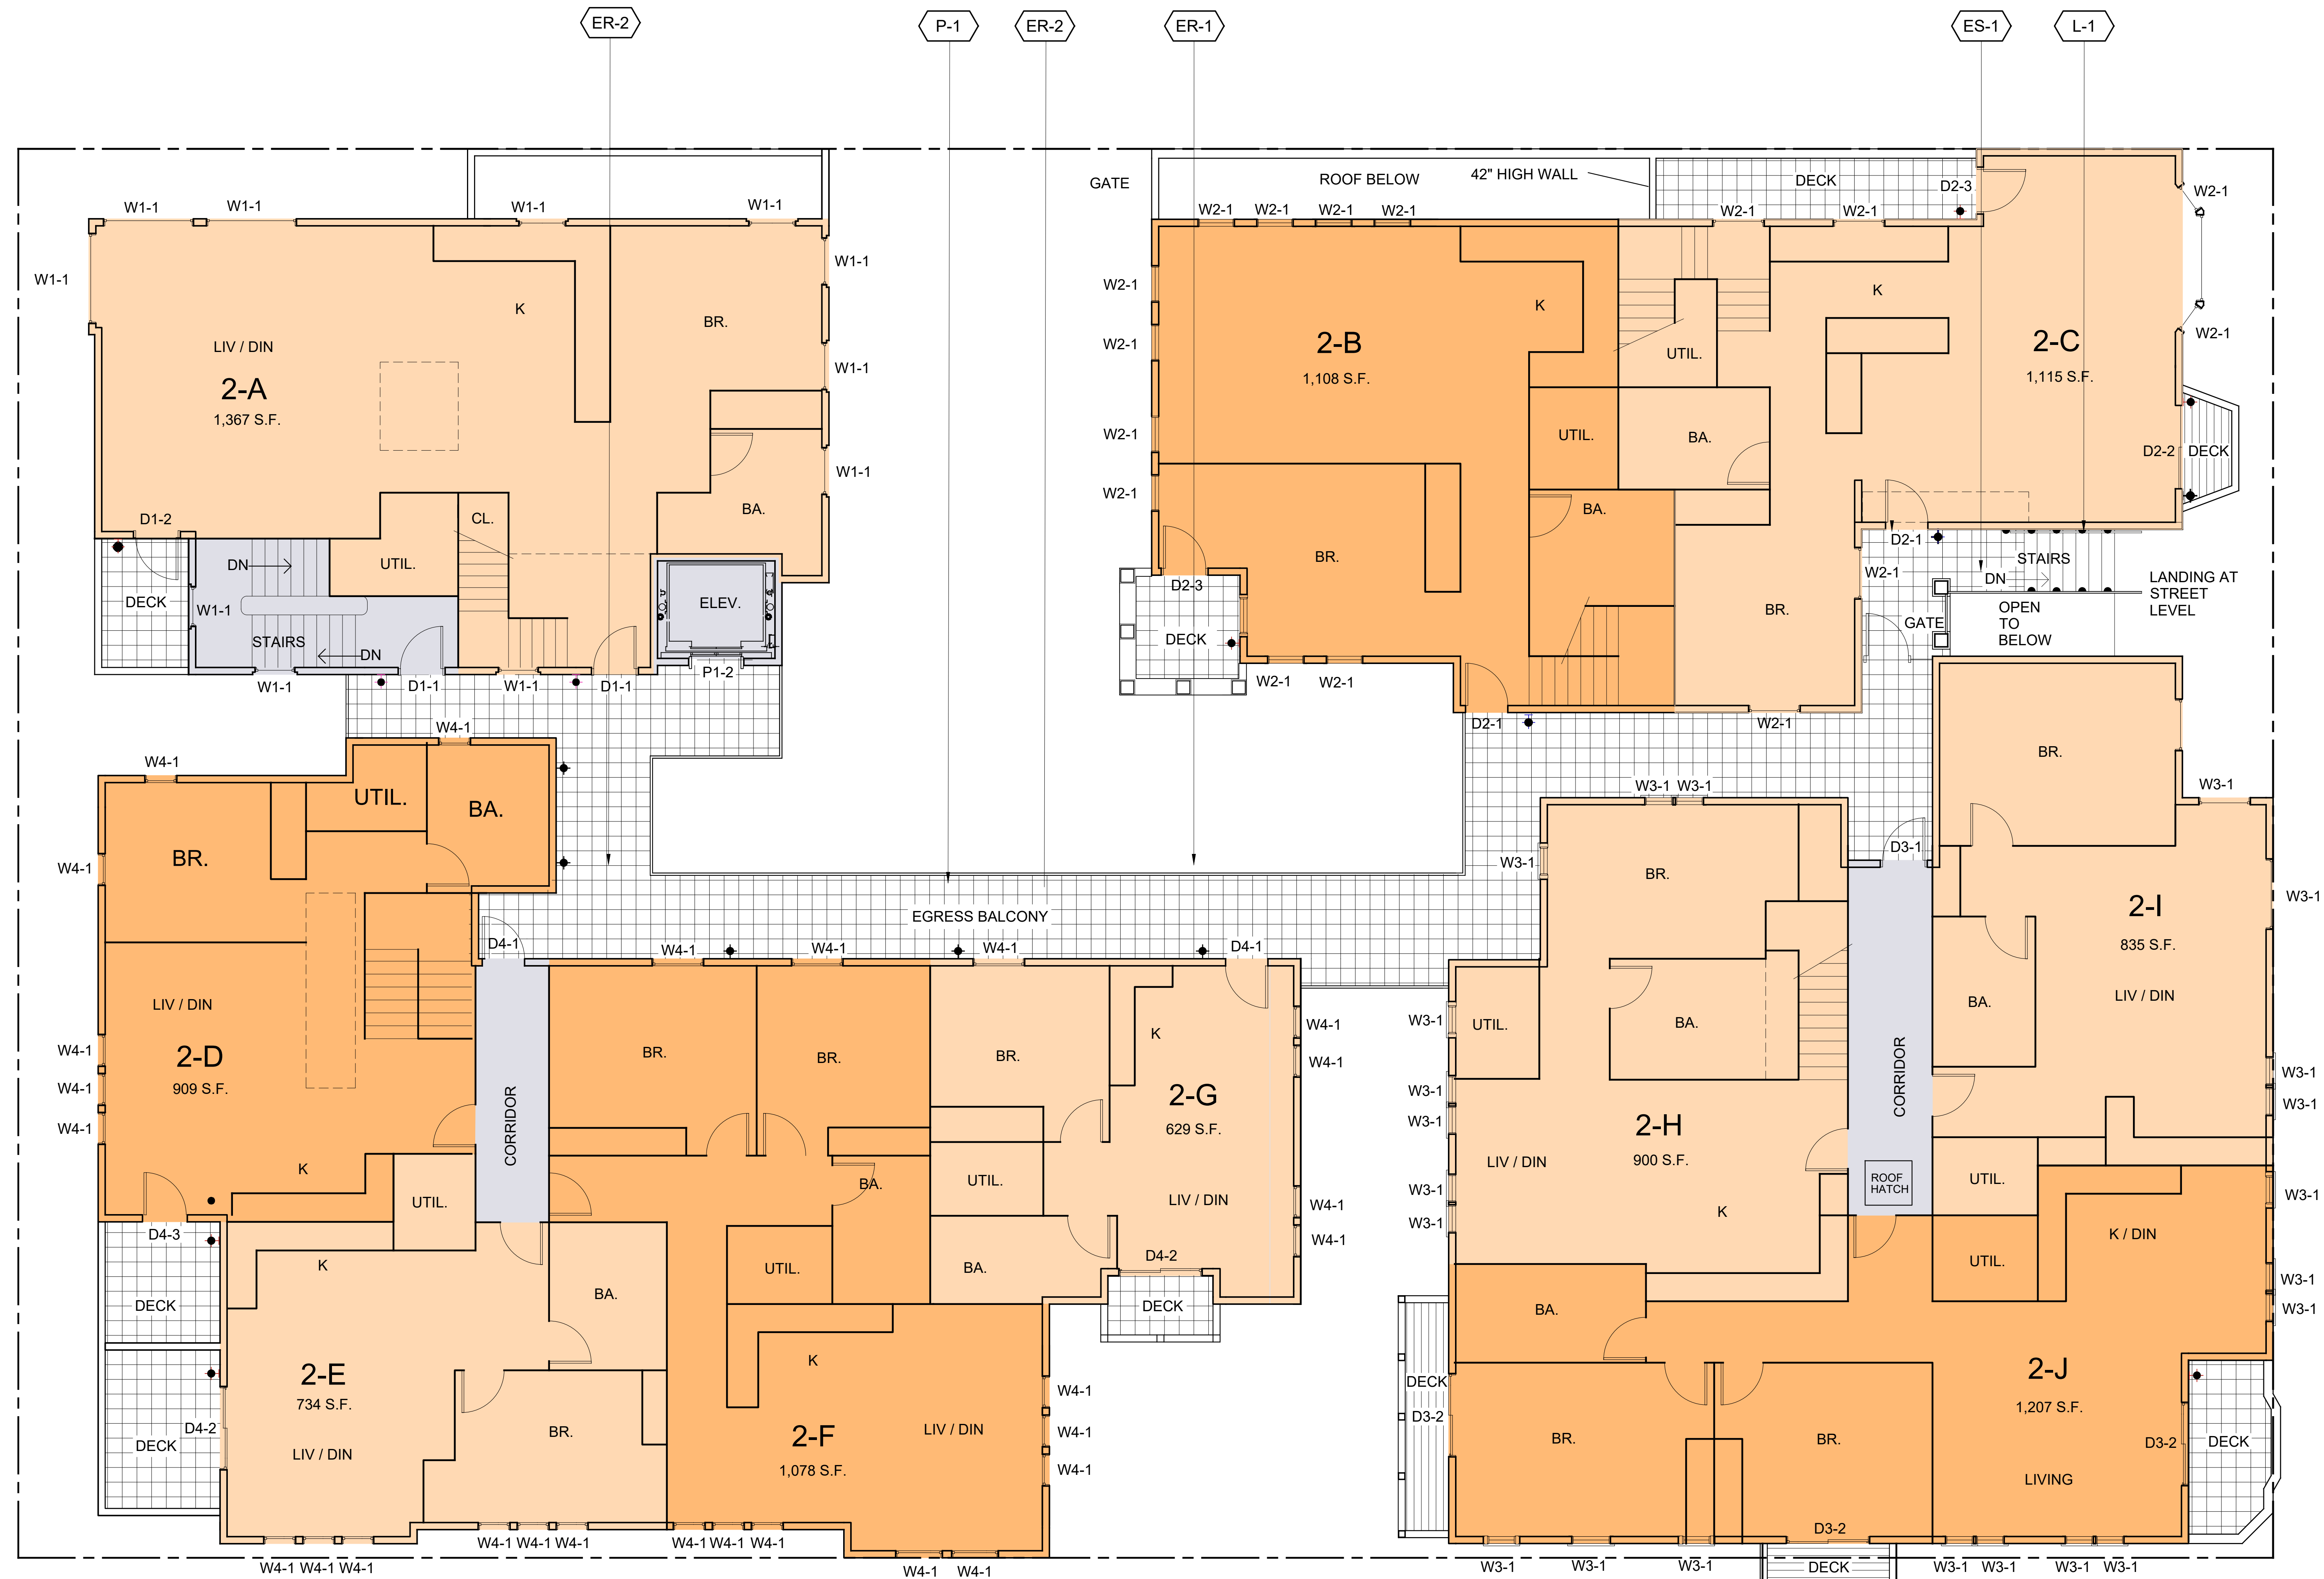 ER-2
P-1
ER-2
ER-1
ES-1
L-1
GATE
ROOF BELOW
42" HIGH WALL
DECK
D2-3
W2-1
W1-1
W1-1
W1-1
W1-1
W2-1
W2-1
W2-1
W2-1
W2-1
W2-1
W1-1
W1-1
W2-1
K
K
K
BR.
LIV / DIN
2-A
1,367 S.F.
W1-1
W2-1
2-B
1,108 S.F.
UTIL.
2-C
1,115 S.F.
W2-1
W1-1
W2-1
UTIL.
BA.
D2-2
DECK
W2-1
D1-2
CL.
BA.
BA.
DN
UTIL.
BR.
D2-1
STAIRS
DN
W2-1
LANDING AT
STREET
LEVEL
DECK
W1-1
ELEV.
D2-3
BR.
OPEN
TO
BELOW
GATE
STAIRS
DN
DECK
W1-1
D1-1
W1-1
D1-1
P1-2
W2-1
W2-1
D2-1
W2-1
W4-1
W4-1
UTIL.
BA.
BR.
W4-1
BR.
W3-1
W3-1
W3-1
W3-1
BR.
D3-1
W3-1
2-I
835 S.F.
EGRESS BALCONY
D4-1
W4-1
W4-1
W4-1
D4-1
LIV / DIN
BA.
LIV / DIN
W4-1
2-D
909 S.F.
W4-1
W4-1
CORRIDOR
BR.
BR.
BR.
K
W4-1
W4-1
2-G
629 S.F.
W3-1
UTIL.
BA.
W3-1
W3-1
2-H
900 S.F.
CORRIDOR
W3-1
W3-1
K
UTIL.
BA.
UTIL.
LIV / DIN
W4-1
W4-1
LIV / DIN
W3-1
W3-1
K
ROOF
HATCH
UTIL.
W3-1
D4-3
K
DECK
BA.
UTIL.
BA.
D4-2
DECK
BA.
UTIL.
K / DIN
W3-1
W3-1
2-E
734 S.F.
D4-2
DECK
LIV / DIN
BR.
K
2-F
1,078 S.F.
LIV / DIN
W4-1
W4-1
W4-1
DECK
D3-2
BR.
BR.
2-J
1,207 S.F.
LIVING
D3-2
DECK
D3-2
W4-1
W4-1
W4-1
W4-1
W4-1
W4-1
W4-1
W4-1
W4-1
W4-1
W4-1
W3-1
W3-1
W3-1
DECK
W3-1
W3-1
W3-1
W3-1